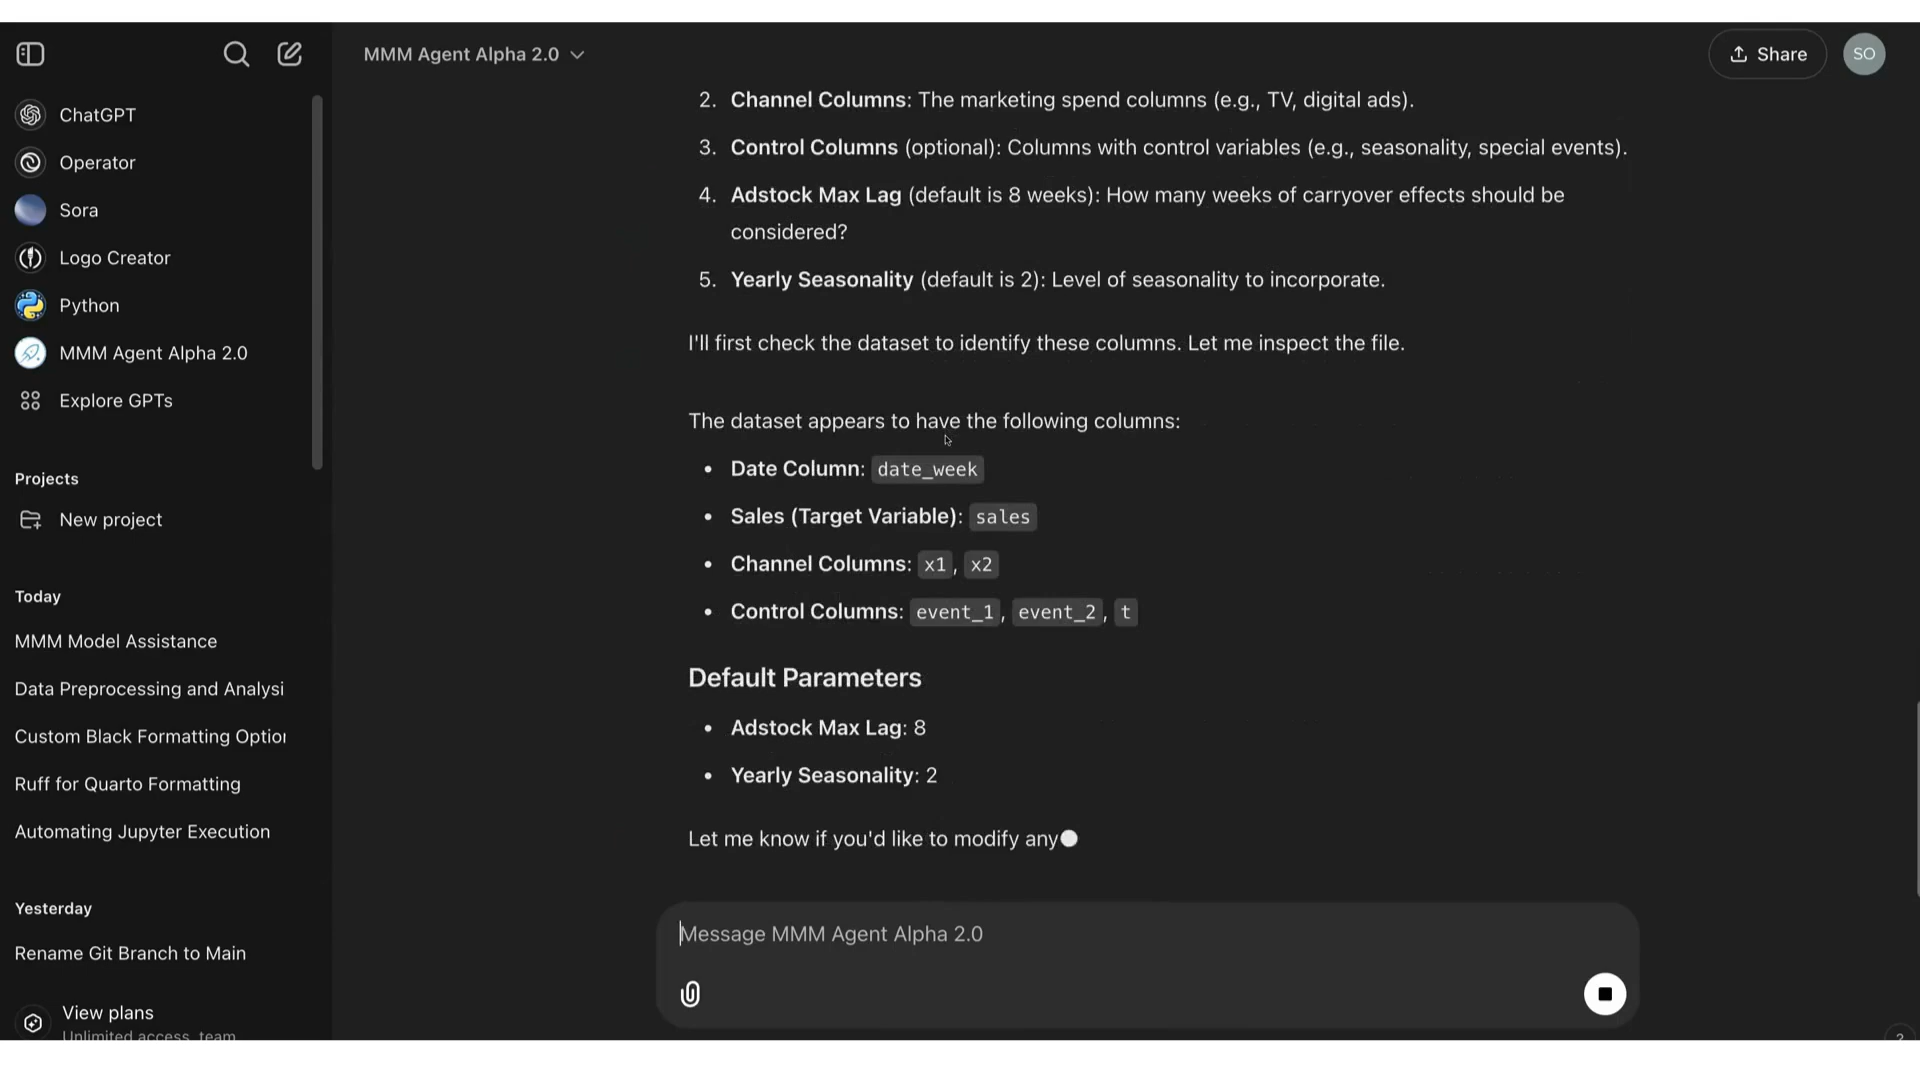 MMM Agent Alpha 2.0
Share
SO
ChatGPT
Operator
Sora
Logo Creator
Python
MMM Agent Alpha 2.0
Explore GPTs
Projects
New project
Today
MMM Model Assistance
Data Preprocessing and Analysi
Custom Black Formatting Option
Ruff for Quarto Formatting
Automating Jupyter Execution
Yesterday
Rename Git Branch to Main
View plans
Unlimited access, team
2. Channel Columns: The marketing spend columns (e.g., TV, digital ads).
3. Control Columns (optional): Columns with control variables (e.g., seasonality, special events).
4. Adstock Max Lag (default is 8 weeks): How many weeks of carryover effects should be
considered?
5. Yearly Seasonality (default is 2): Level of seasonality to incorporate.
I'll first check the dataset to identify these columns. Let me inspect the file.
The dataset appears to have the following columns:
• Date Column: date_week
• Sales (Target Variable): sales
• Channel Columns: x1, x2
• Control Columns: event_1, event_2, t
Default Parameters
• Adstock Max Lag: 8
• Yearly Seasonality: 2
Let me know if you'd like to modify any
Message MMM Agent Alpha 2.0
?